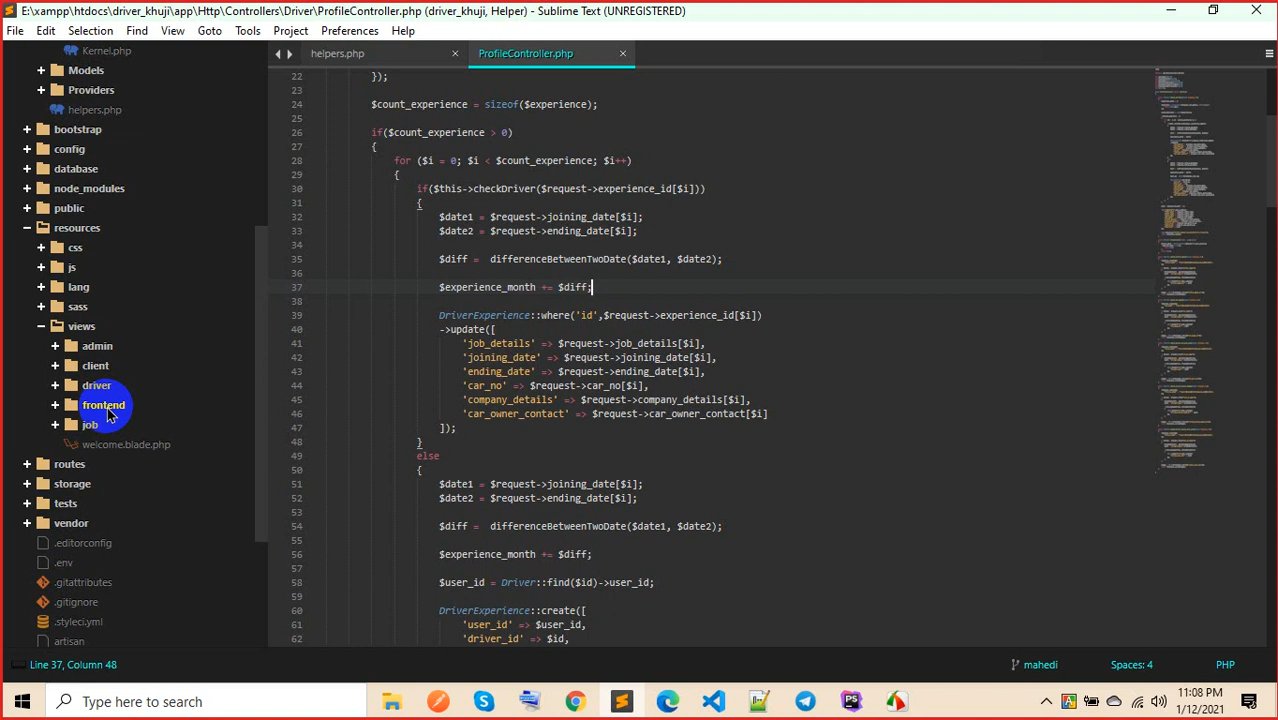 E:\xampp\htdocs\driver_khuji\app\Http\Controllers\Driver\ProfileController.php (driver_khuji, Helper) - Sublime Text (UNREGISTERED)
File Edit Selection Find View Goto Tools Project Preferences Help
Kernel.php
Models
Providers
helpers.php
bootstrap
config
database
node_modules
public
resources
css
js
lang
sass
views
admin
client
driver
frontend
job
welcome.blade.php
routes
storage
tests
vendor
.editorconfig
.env
.gitattributes
.gitignore
.styleci.yml
artisan
helpers.php ProfileController.php
22 });
23
24 $count_experience = sizeof($experience);
25
26 if($count_experience > 0)
27 {
28 for ($i = 0; $i < $count_experience; $i++)
29 {
30 if($this->checkDriver($request->experience_id[$i]))
31 {
32 $date1 = $request->joining_date[$i];
33 $date2 = $request->ending_date[$i];
34
35 $diff = differenceBetweenTwoDate($date1, $date2);
36
37 $experience_month += $diff;
38
39 DriverExperience::where('id',$request->experience_id[$i])
40 ->update([
41 'job_details' => $request->job_details[$i],
42 'joining_date' => $request->joining_date[$i],
43 'ending_date' => $request->ending_date[$i],
44 'car_no' => $request->car_no[$i],
45 'company_details' => $request->company_details[$i],
46 'car_owner_contact' => $request->car_owner_contact[$i]
47 ]);
48 }
49 else
50 {
51 $date1 = $request->joining_date[$i];
52 $date2 = $request->ending_date[$i];
53
54 $diff = differenceBetweenTwoDate($date1, $date2);
55
56 $experience_month += $diff;
57
58 $user_id = Driver::find($id)->user_id;
59
60 DriverExperience::create([
61 'user_id' => $user_id,
62 'driver_id' => $id,
Line 37, Column 48 mahedi Spaces: 4 PHP
Type here to search
11:08 PM
1/12/2021